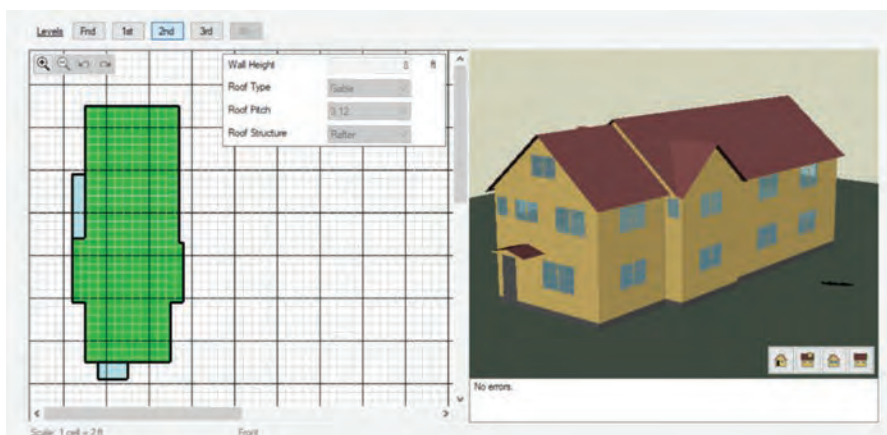 Levels Fnd 1st 2nd 3rd
Wall Height 8 ft
Roof Type Gable
Roof Pitch
Roof Structure Rafter
No errors.
Scale: 1 cell = 2 ft Front